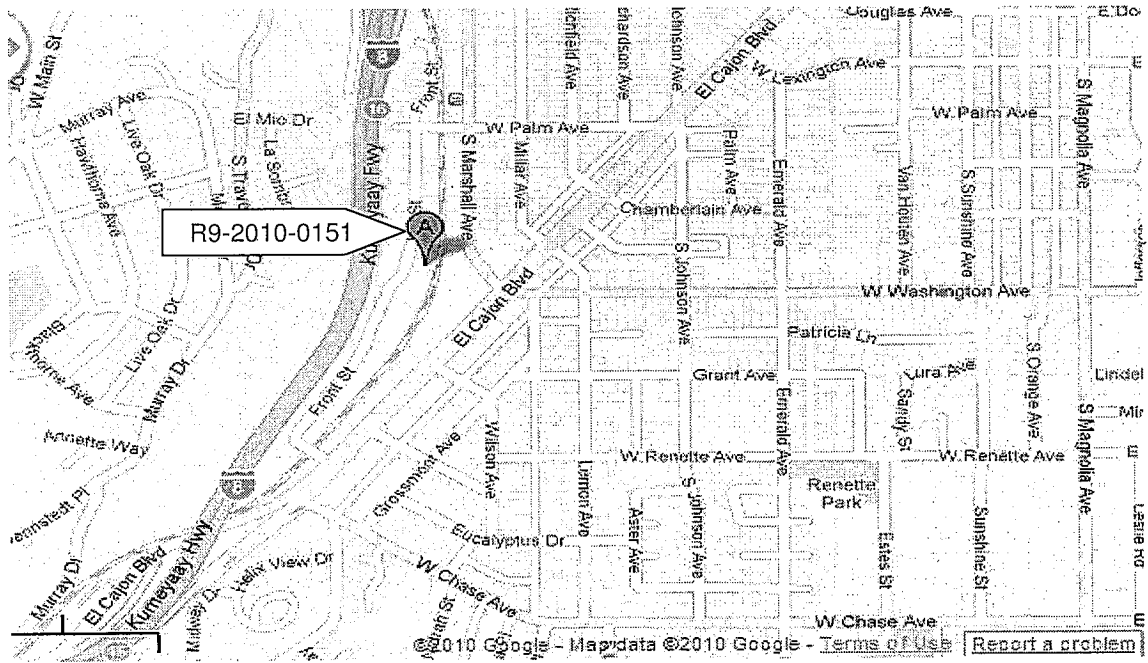 Douglas Ave
E Do
W Main St
Front St
Johnson Ave
El Cajon Blvd
W Lexington Ave
Murray Ave
El Mio Dr
W Palm Ave
W Palm Ave
S Magnolia Ave
Live Oak Dr
Hawthorne Ave
Kumeyaay Fwy
S Marshall Ave
Millar Ave
Palm Ave
Emerald Ave
Van Houten Ave
S Sunshine Ave
Chamberlain Ave
R9-2010-0151
A
El Cajon Blvd
S Johnson Ave
W Washington Ave
Patricia Ln
Live Oak Dr
Murray Dr
Front St
Grant Ave
S Orange Ave
Sandy St
Annette Way
Grossmont Ave
Wilson Ave
W Renette Ave
Emerald Ave
W Renette Ave
S Magnolia Ave
8
Renette
Park
Lemon Ave
Aster Ave
S Johnson Ave
Estes St
Sunshine St
Leslie Rd
Eucalyptus Dr
Helix View Dr
W Chase Ave
Murray Dr
El Cajon Blvd
Kumeyaay Hwy
W Chase Ave
©2010 Google - Map data ©2010 Google - Terms of Use
Report a problem